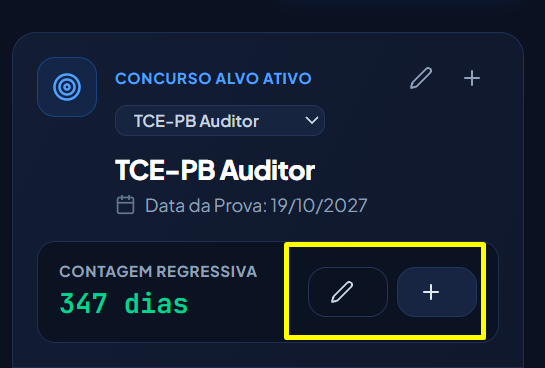 CONCURSO ALVO ATIVO
TCE-PB Auditor
TCE-PB Auditor
Data da Prova: 19/10/2027
CONTAGEM REGRESSIVA
347 dias